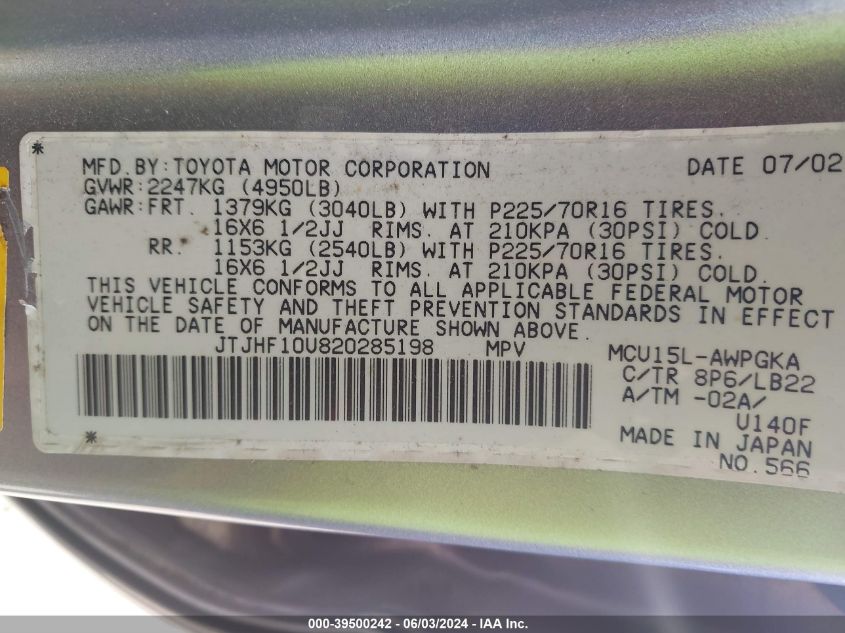 * MFD. BY: TOYOTA MOTOR CORPORATION DATE 07/02
GVWR: 2247KG (4950LB)
GAWR: FRT. 1379KG (3040LB) WITH P225/70R16 TIRES.
16X6 1/2JJ RIMS. AT 210KPA (30PSI) COLD.
RR. 1153KG (2540LB) WITH P225/70R16 TIRES.
16X6 1/2JJ RIMS. AT 210KPA (30PSI) COLD.
THIS VEHICLE CONFORMS TO ALL APPLICABLE FEDERAL MOTOR
VEHICLE SAFETY AND THEFT PREVENTION STANDARDS IN EFFECT
ON THE DATE OF MANUFACTURE SHOWN ABOVE.
JTJHF10U820285198 MPV MCU15L-AWPGKA
C/TR 8P6/LB22
A/TM -02A/
U140F
* MADE IN JAPAN
NO. 566
000-39500242 - 06/03/2024 - IAA Inc.